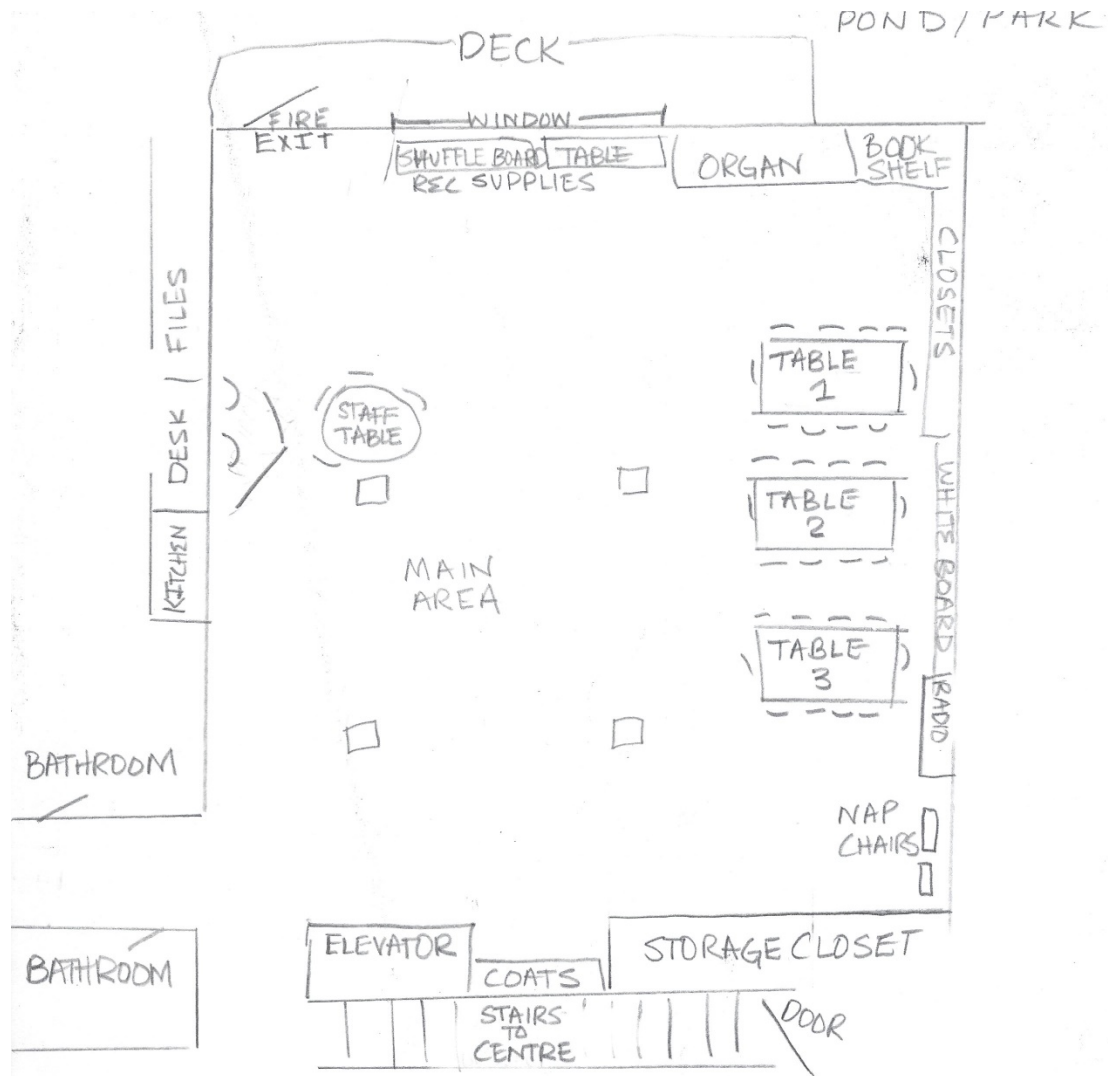 POND/PARK
DECK
FIRE
EXIT
WINDOW
SHUFFLE BOARD
TABLE
REC SUPPLIES
ORGAN
BOOK
SHELF
CLOSETS
FILES
DESK
KITCHEN
STAFF
TABLE
TABLE
1
TABLE
2
TABLE
3
WHITE BOARD
RADIO
MAIN
AREA
BATHROOM
NAP
CHAIRS
BATHROOM
ELEVATOR
COATS
STORAGE CLOSET
STAIRS
TO
CENTRE
DOOR